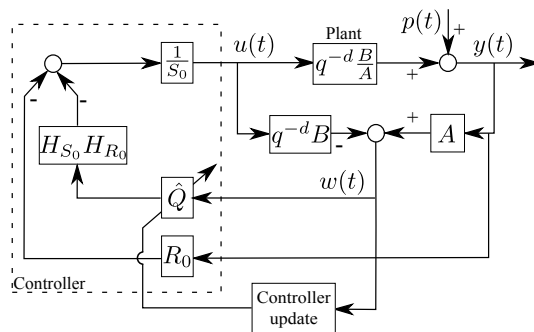 Plant
p(t)
1/S_0
u(t)
q^{-d} B/A
y(t)
+
+
-
-
H_{S_0} H_{R_0}
q^{-d}B
-
+
A
w(t)
Q̂
R_0
Controller
Controller
update